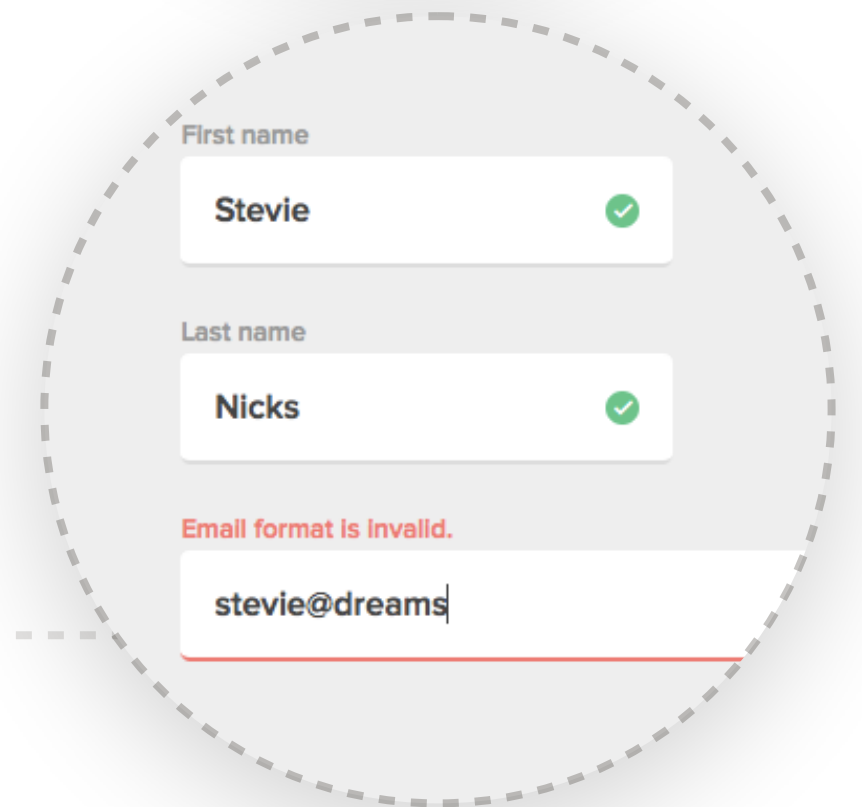 First name
Stevie
Last name
Nicks
Email format is invalid.
stevie@dreams